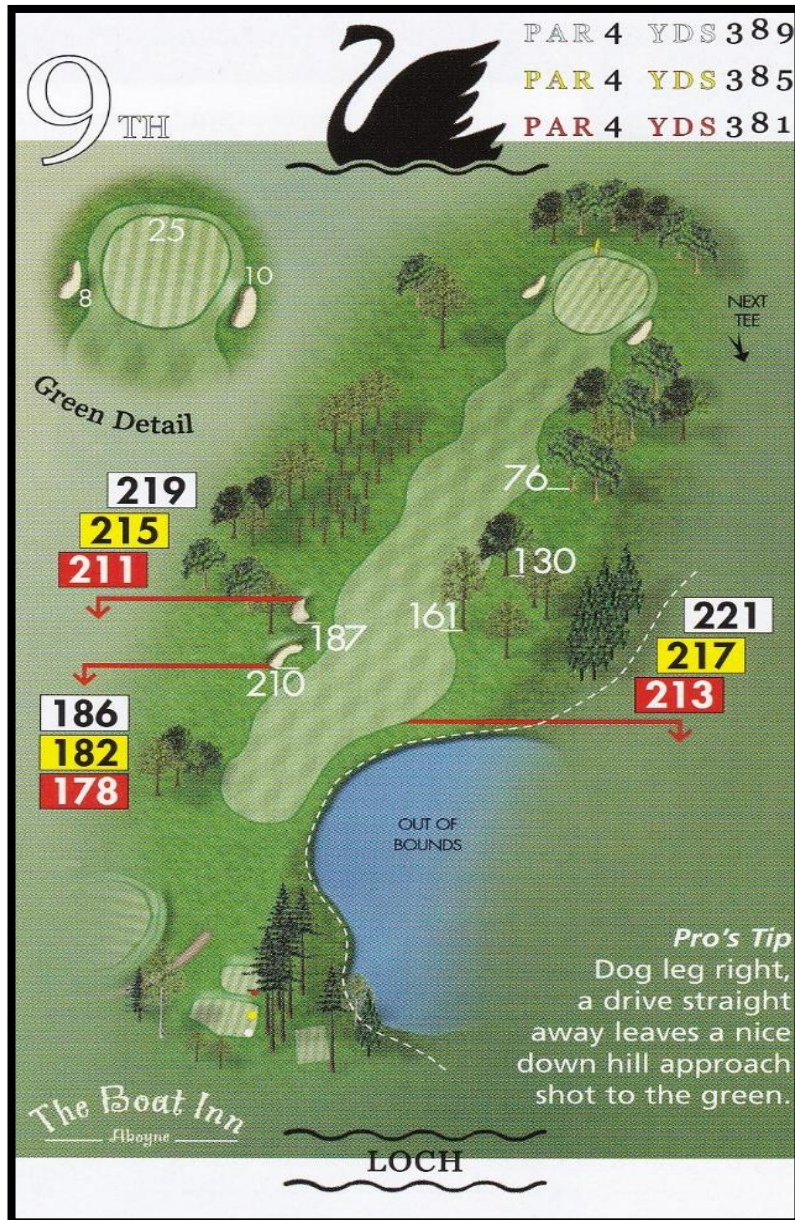 9TH
PAR 4 YDS 389
PAR 4 YDS 385
PAR 4 YDS 381
25
8
10
Green Detail
NEXT
TEE
219
215
211
76
130
161
187
210
221
217
213
186
182
178
OUT OF
BOUNDS
Pro's Tip
Dog leg right,
a drive straight
away leaves a nice
down hill approach
shot to the green.
The Boat Inn
Aboyne
LOCH